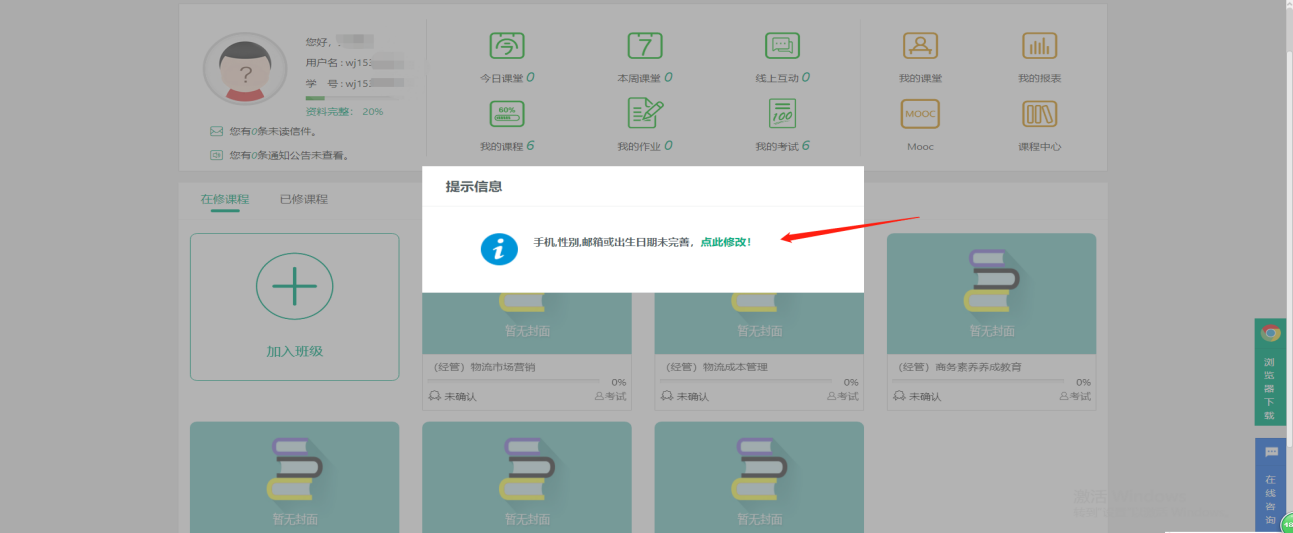 您好，
用户名：wj153
学 号：wj153
资料完整： 20%
您有0条未读信件。
您有0条通知公告未查看。
今日课堂 0
7
本周课堂 0
线上互动 0
我的课堂
我的报表
60%
我的课程 6
我的作业 0
100
我的考试 6
MOOC
Mooc
课程中心
在修课程
已修课程
提示信息
手机,性别,邮箱或出生日期未完善，点此修改！
加入班级
暂无封面
（经管）物流市场营销
0%
未确认
考试
暂无封面
（经管）物流成本管理
0%
未确认
考试
暂无封面
（经管）商务素养养成教育
0%
未确认
考试
暂无封面
暂无封面
暂无封面
浏览器下载
在线咨询